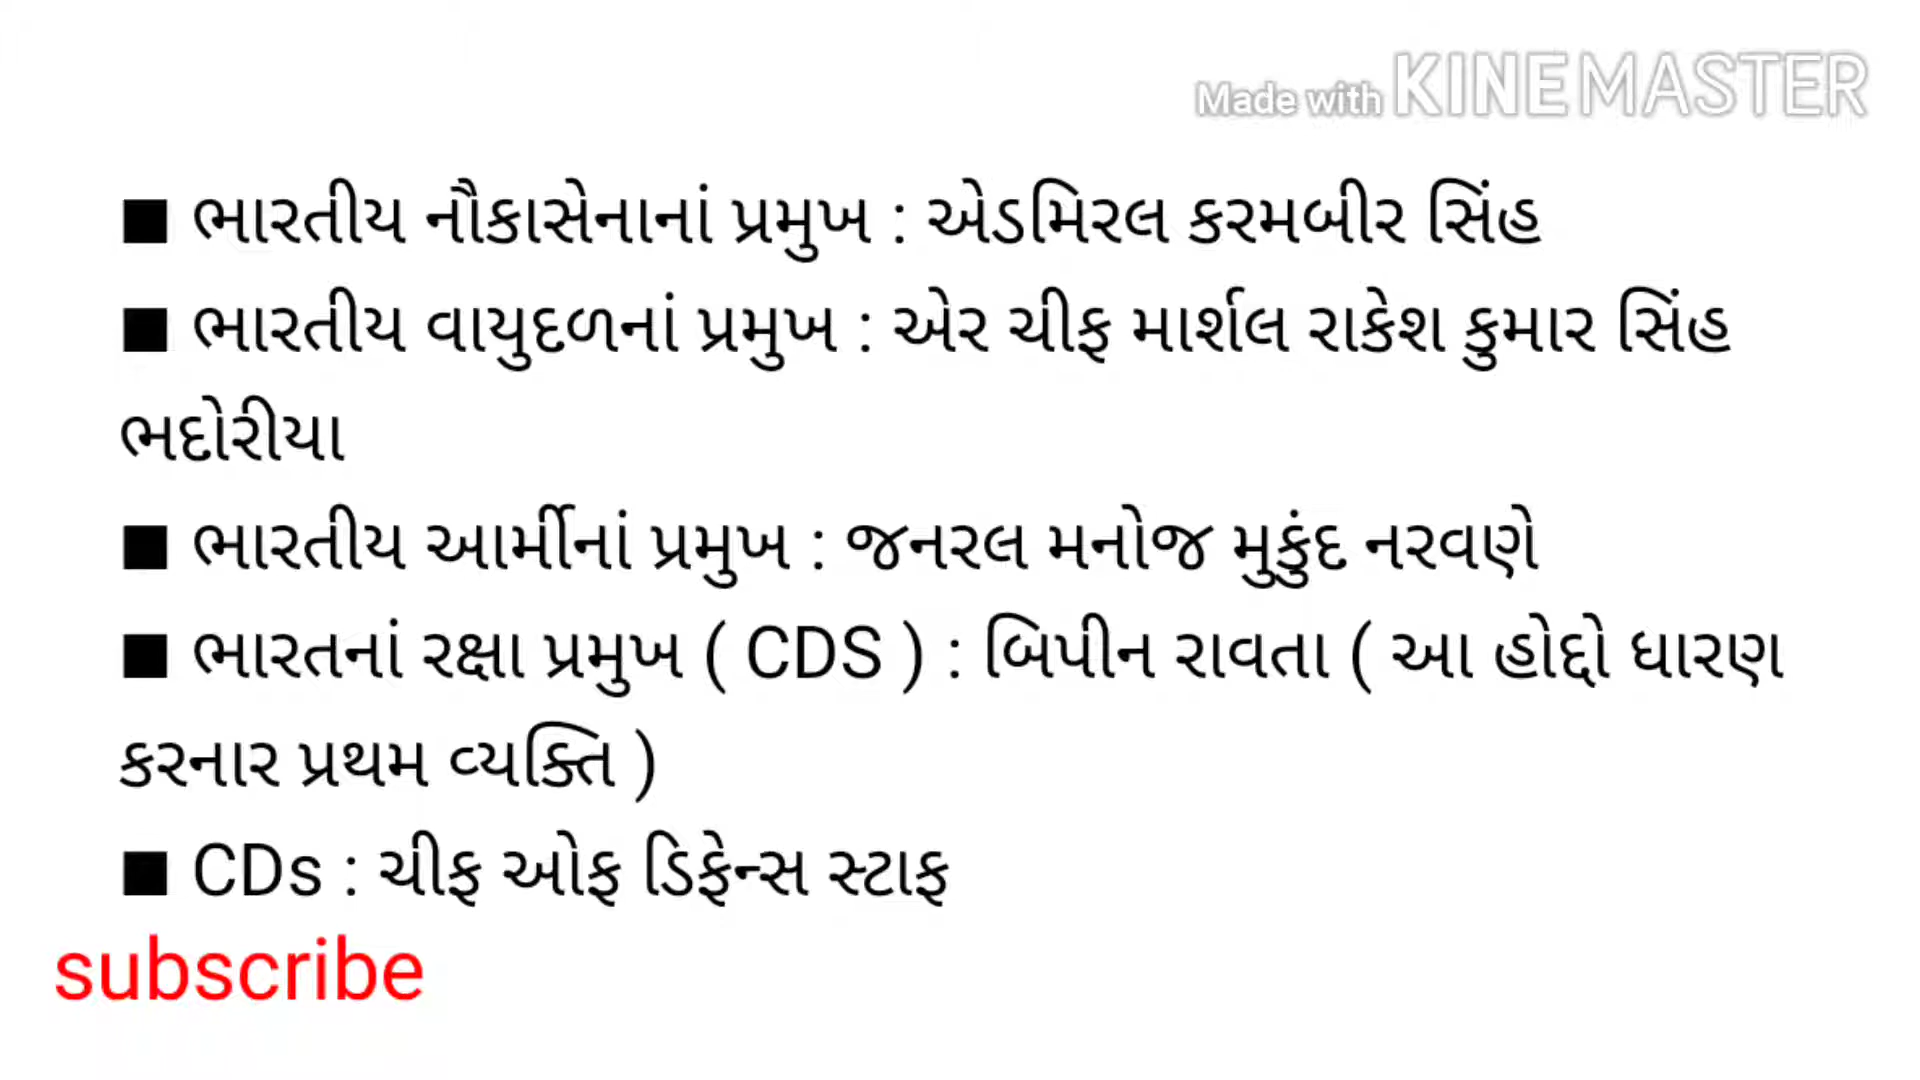 Made with KINEMASTER
■ ભારતીય નૌકાસેનાનાં પ્રમુખ : એડમિરલ કરમબીર સિંહ
■ ભારતીય વાયુદળનાં પ્રમુખ : એર ચીફ માર્શલ રાકેશ કુમાર સિંહ
ભદોરીયા
■ ભારતીય આર્મીનાં પ્રમુખ : જનરલ મનોજ મુકુંદ નરવણે
■ ભારતનાં રક્ષા પ્રમુખ ( CDS ) : બિપીન રાવતા ( આ હોદ્દો ધારણ
કરનાર પ્રથમ વ્યક્તિ )
■ CDs : ચીફ ઓફ ડિફેન્સ સ્ટાફ
subscribe